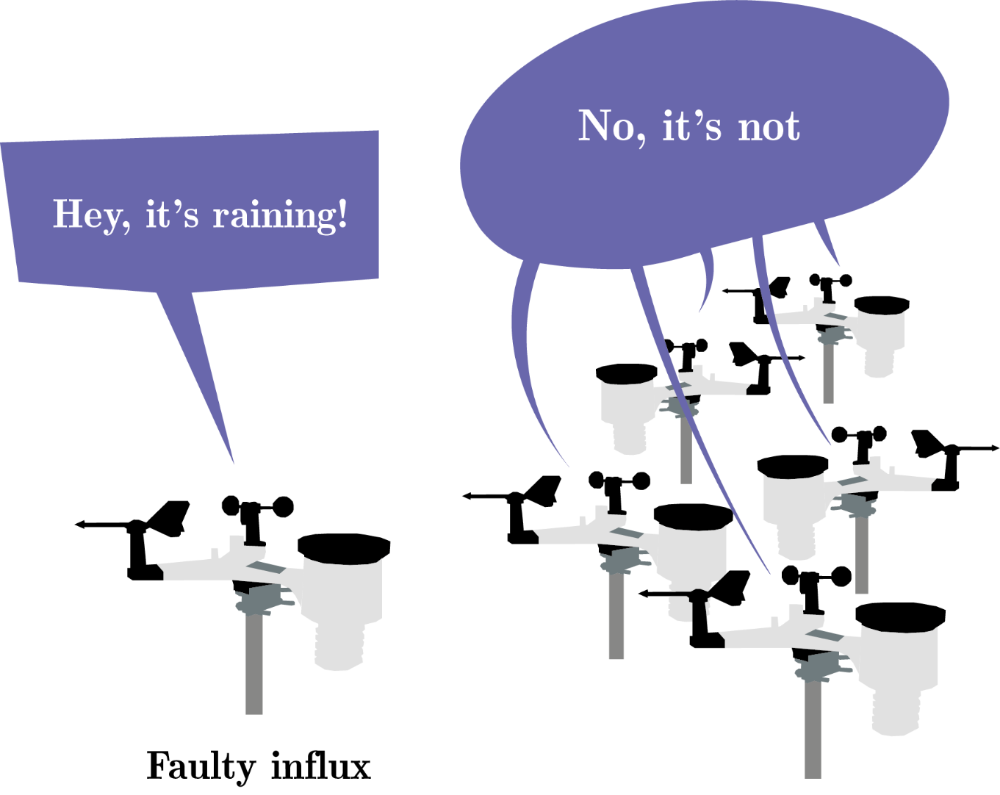 Hey, it's raining!
No, it's not
Faulty influx